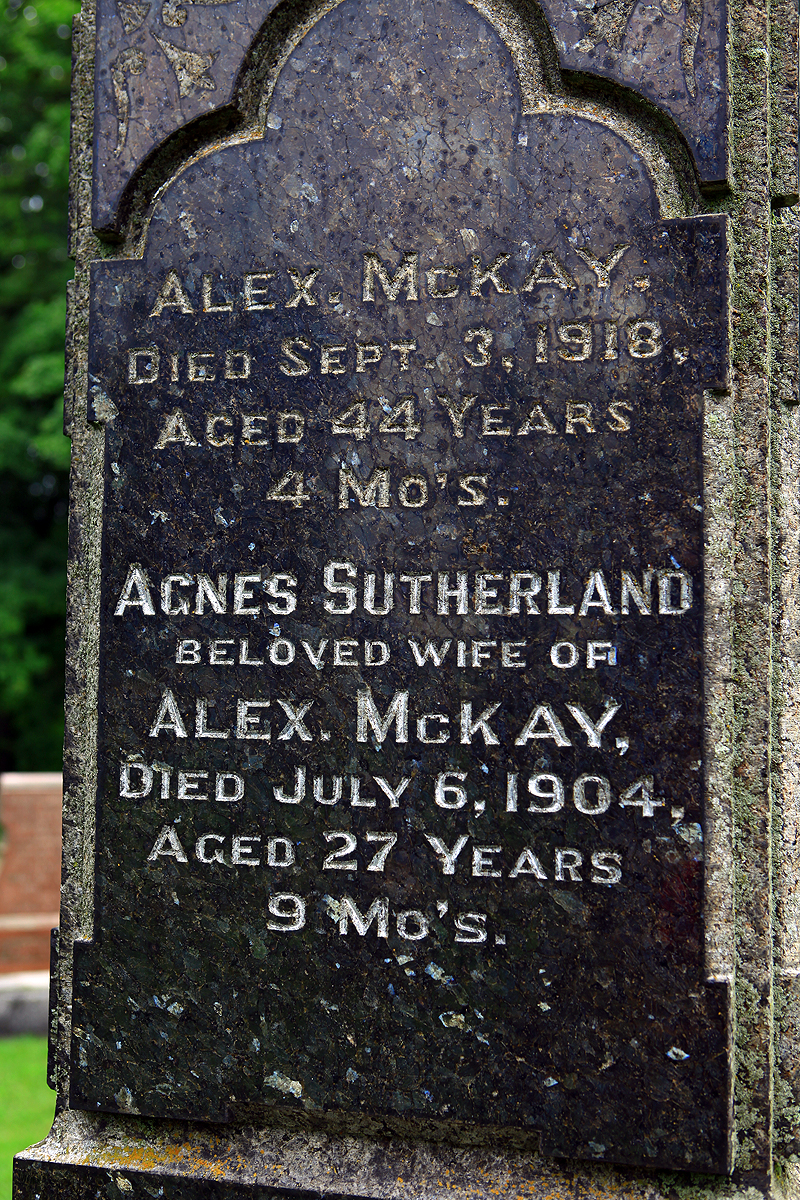 ALEX. McKAY.
DIED SEPT. 3, 1918,
AGED 44 YEARS
4 Mo's.
AGNES SUTHERLAND
BELOVED WIFE OF
ALEX. McKAY,
DIED JULY 6, 1904,
AGED 27 YEARS
9 Mo's.